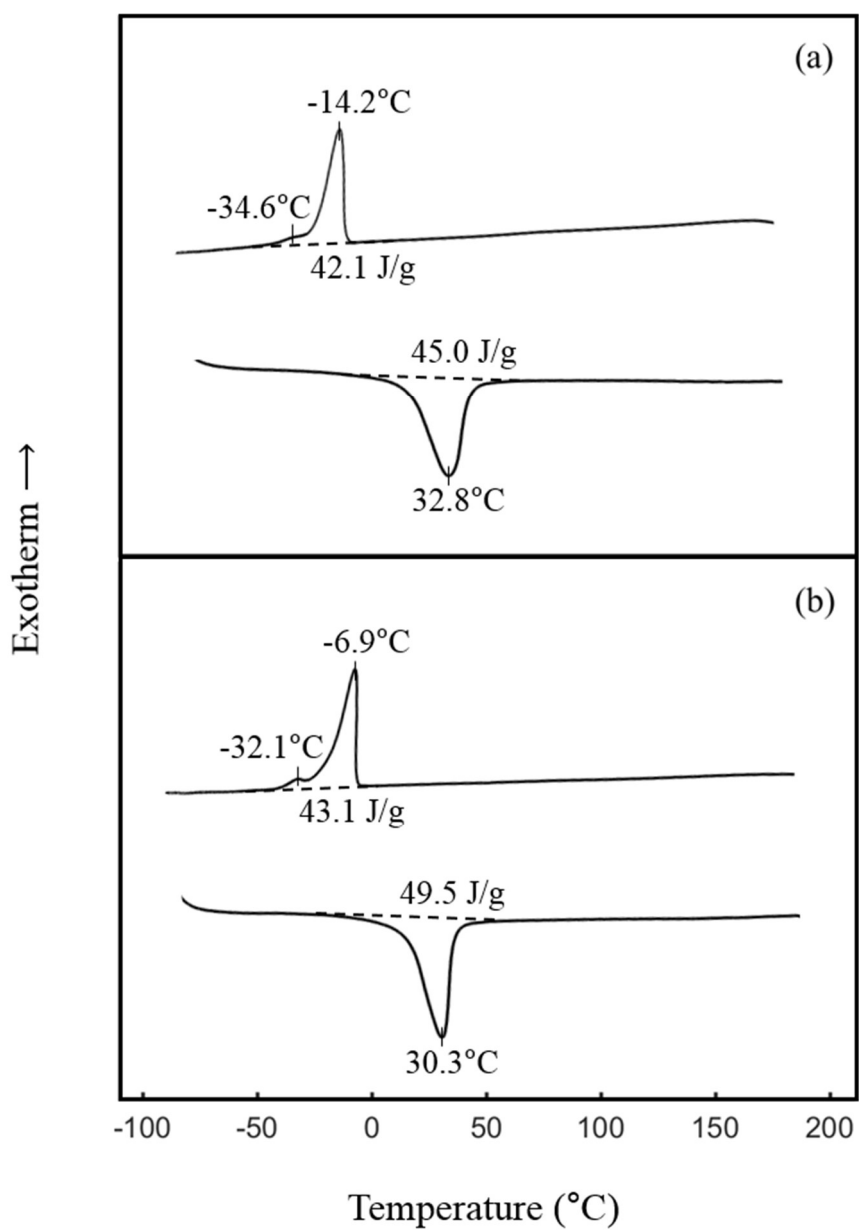 (a)
-14.2°C
-34.6°C
42.1 J/g
45.0 J/g
32.8°C
Exotherm →
(b)
-6.9°C
-32.1°C
43.1 J/g
49.5 J/g
30.3°C
-100 -50 0 50 100 150 200
Temperature (°C)